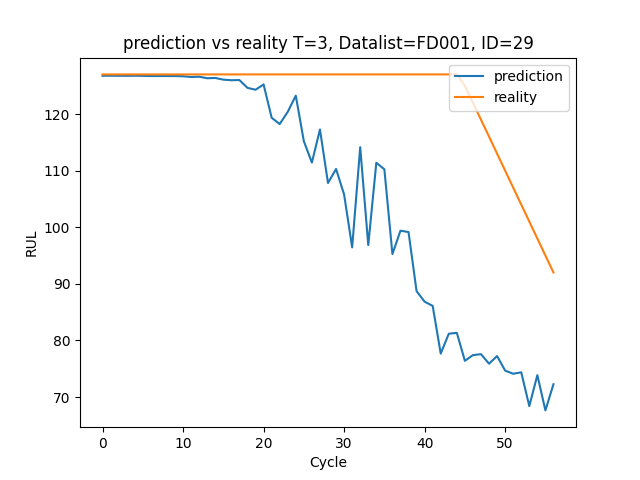 prediction vs reality T=3, Datalist=FD001, ID=29
prediction
reality
120
110
100
90
80
70
RUL
0 10 20 30 40 50
Cycle